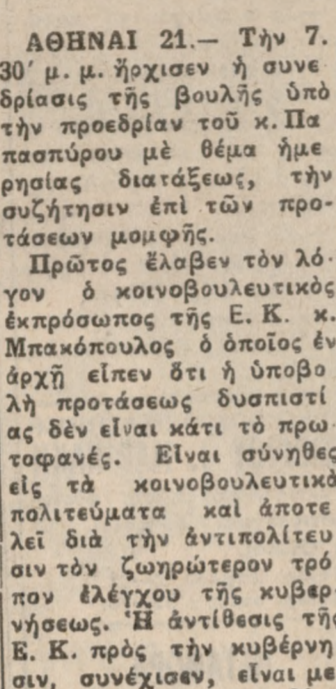 ΑΘΗΝΑΙ 21.— Τὴν 7.
30′ μ. μ. ἤρχισεν ἡ συνε
δρίασις τῆς βουλῆς ὑπὸ
τὴν προεδρίαν τοῦ κ. Πα
πασπύρου μὲ θέμα ἡμε
ρησίας διατάξεως, τὴν
συζήτησιν ἐπὶ τῶν προ-
τάσεων μομφῆς.
Πρῶτος ἔλαβεν τὸν λό-
γον ὁ κοινοβουλευτικὸς
ἐκπρόσωπος τῆς Ε. Κ. κ.
Μπακόπουλος ὁ ὁποῖος ἐν
ἀρχῇ εἶπεν ὅτι ἡ ὑποβο
λὴ προτάσεως δυσπιστί
ας δὲν εἶναι κάτι τὸ πρω
τοφανές. Εἶναι σύνηθες
εἰς τὰ κοινοβουλευτικὰ
πολιτεύματα καὶ ἀποτε
λεῖ διὰ τὴν ἀντιπολίτευ
σιν τὸν ζωηρώτερον τρό
πον ἐλέγχου τῆς κυβερ
νήσεως. Ἡ ἀντίθεσις τῆς
Ε. Κ. πρὸς τὴν κυβέρνη
σιν, συνέχισεν, εἶναι με